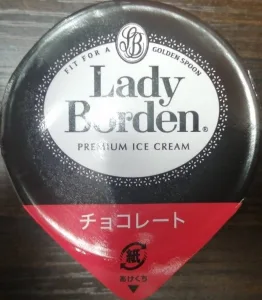 LB
FIT FOR A GOLDEN SPOON
Lady
Borden®
PREMIUM ICE CREAM
チョコレート
紙
あけくち